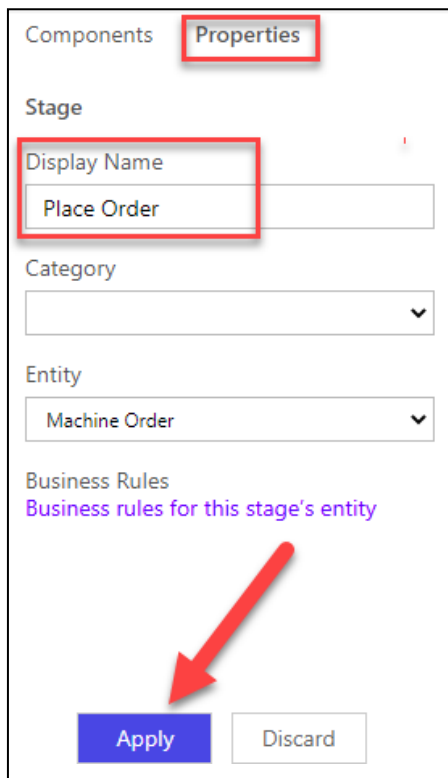 Components Properties
Stage
Display Name
Place Order
Category
Entity
Machine Order
Business Rules
Business rules for this stage's entity
Apply Discard